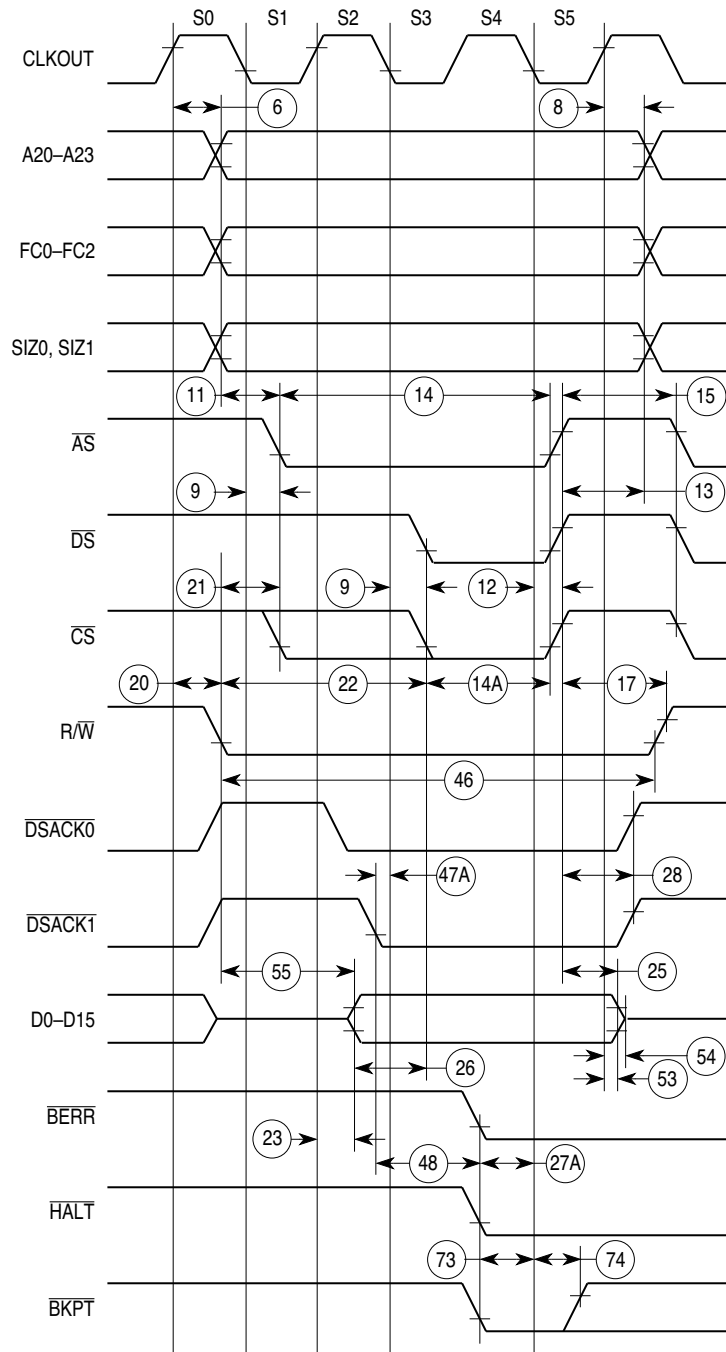 S0 S1 S2 S3 S4 S5
CLKOUT
6 8
A20–A23
FC0–FC2
SIZ0, SIZ1
11 14 15
AS
9 13
DS
21 9 12
CS
20 22 14A 17
R/W
46
DSACK0
47A 28
DSACK1
55 25
D0–D15
54
26 53
BERR
23
48 27A
HALT
73 74
BKPT